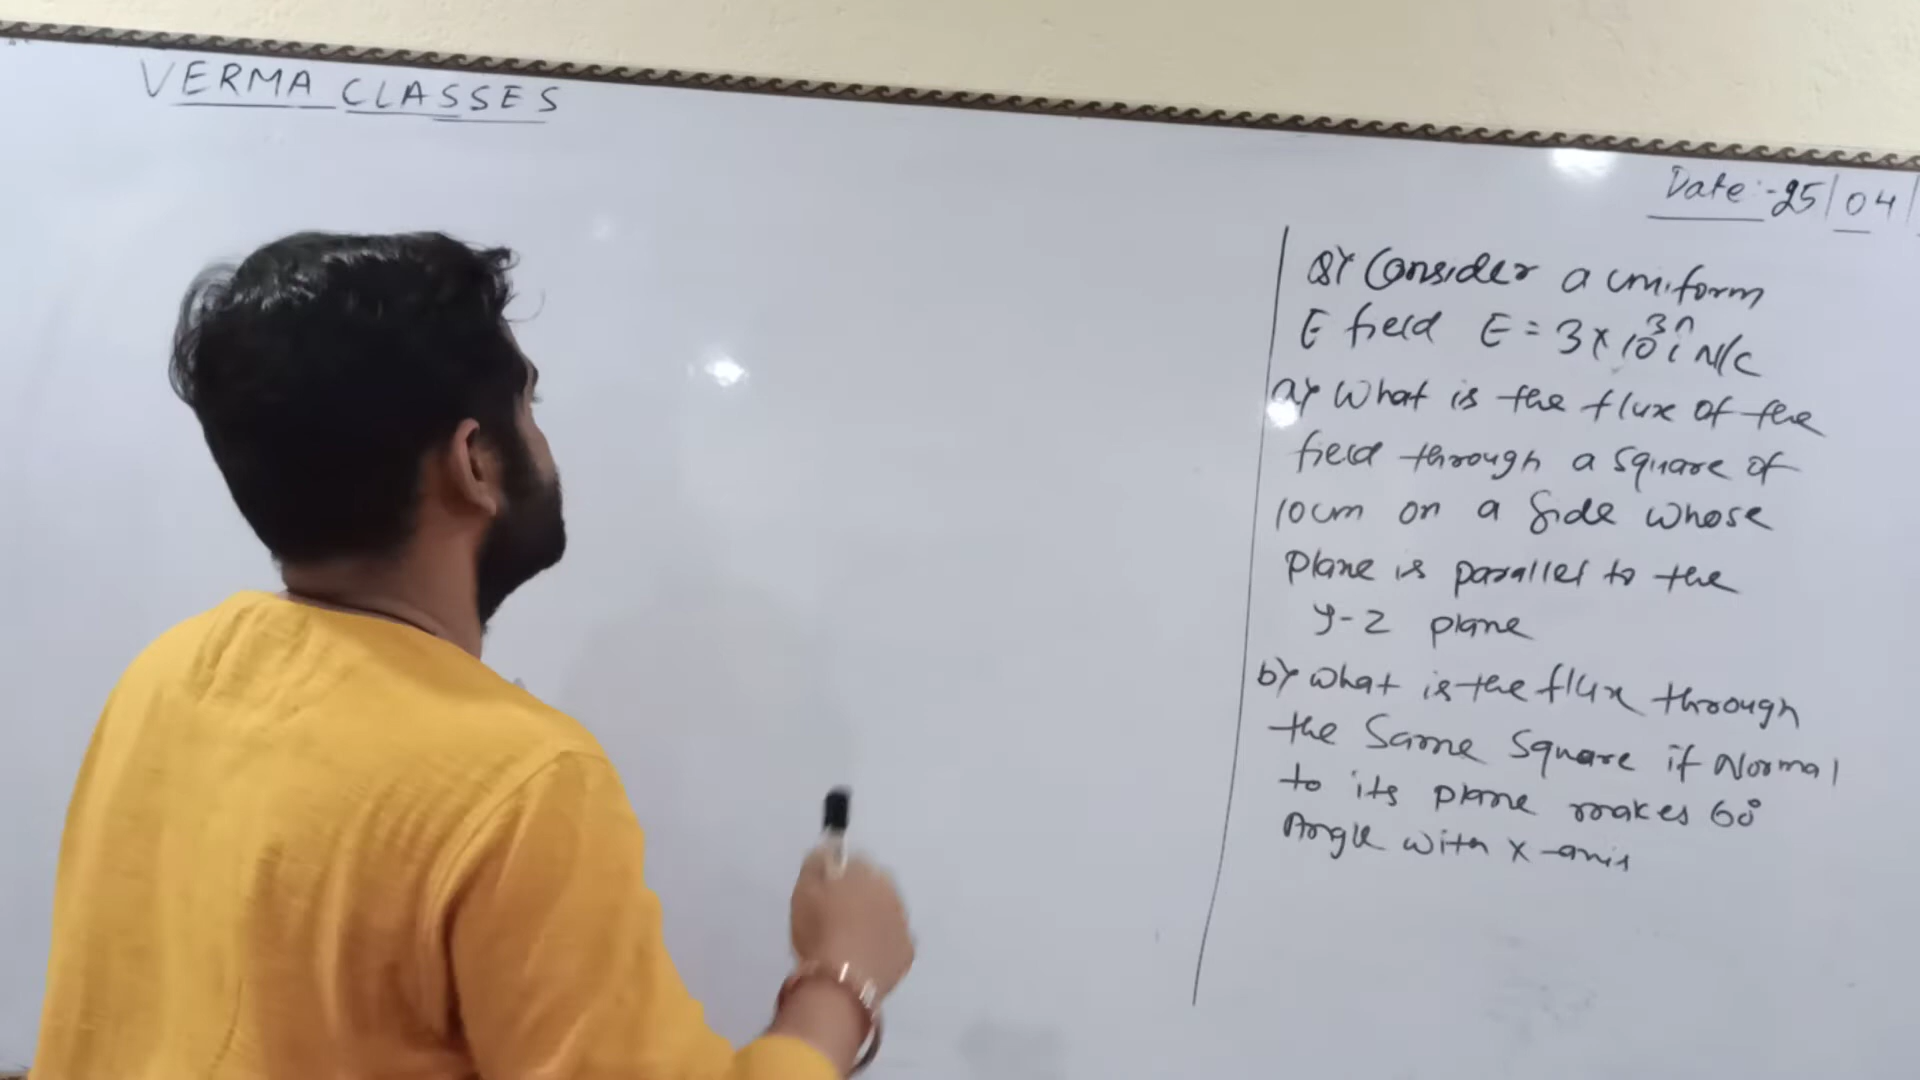 VERMA CLASSES
Date:-25/04/
Q) Consider a uniform
E field E = 3×10³î N/C
a) What is the flux of the
field through a square of
10cm on a side whose
plane is parallel to the
y-z plane
b) What is the flux through
the same square if Normal
to its plane makes 60°
Angle with x-axis